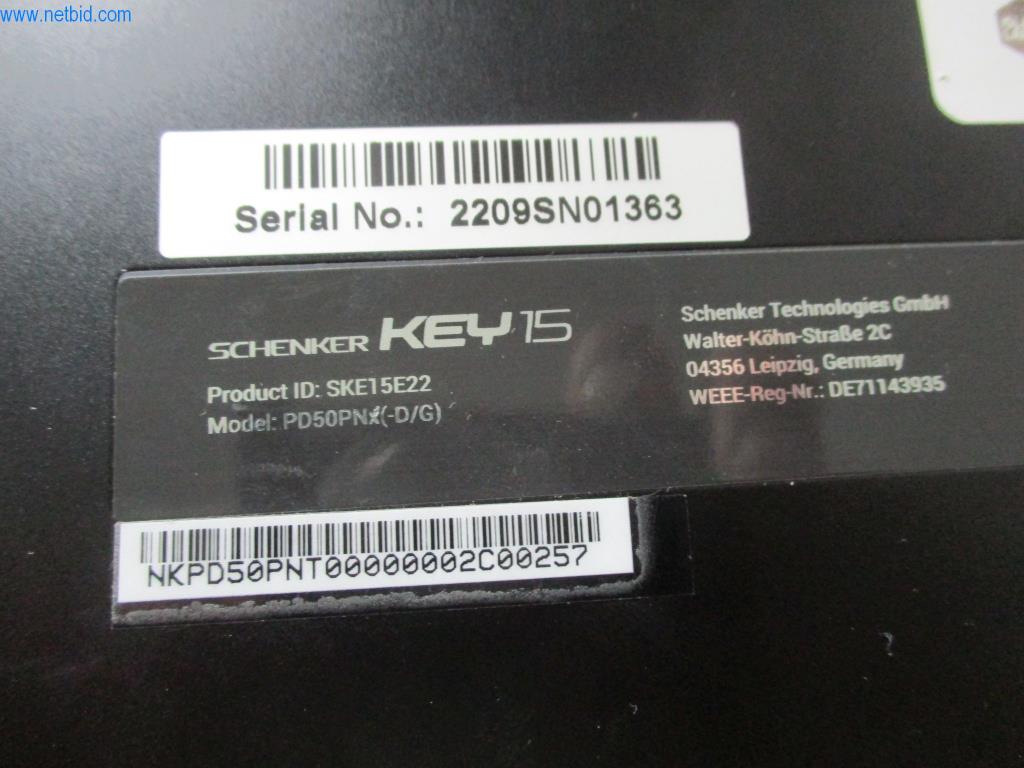 www.netbid.com
Serial No.: 2209SN01363
SCHENKER KEY 15
Product ID: SKE15E22
Model: PD50PNx(-D/G)
Schenker Technologies GmbH
Walter-Köhn-Straße 2C
04356 Leipzig, Germany
WEEE-Reg-Nr.: DE71143935
NKPD50PNT00000002C00257